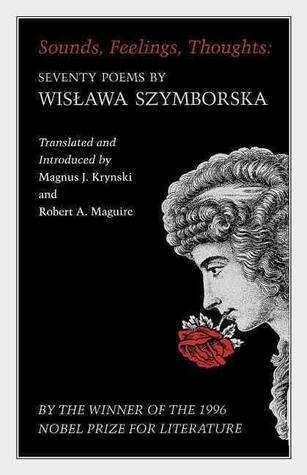 Sounds, Feelings, Thoughts:
SEVENTY POEMS BY
WISŁAWA SZYMBORSKA
Translated and
Introduced by
Magnus J. Krynski
and
Robert A. Maguire
BY THE WINNER OF THE 1996
NOBEL PRIZE FOR LITERATURE